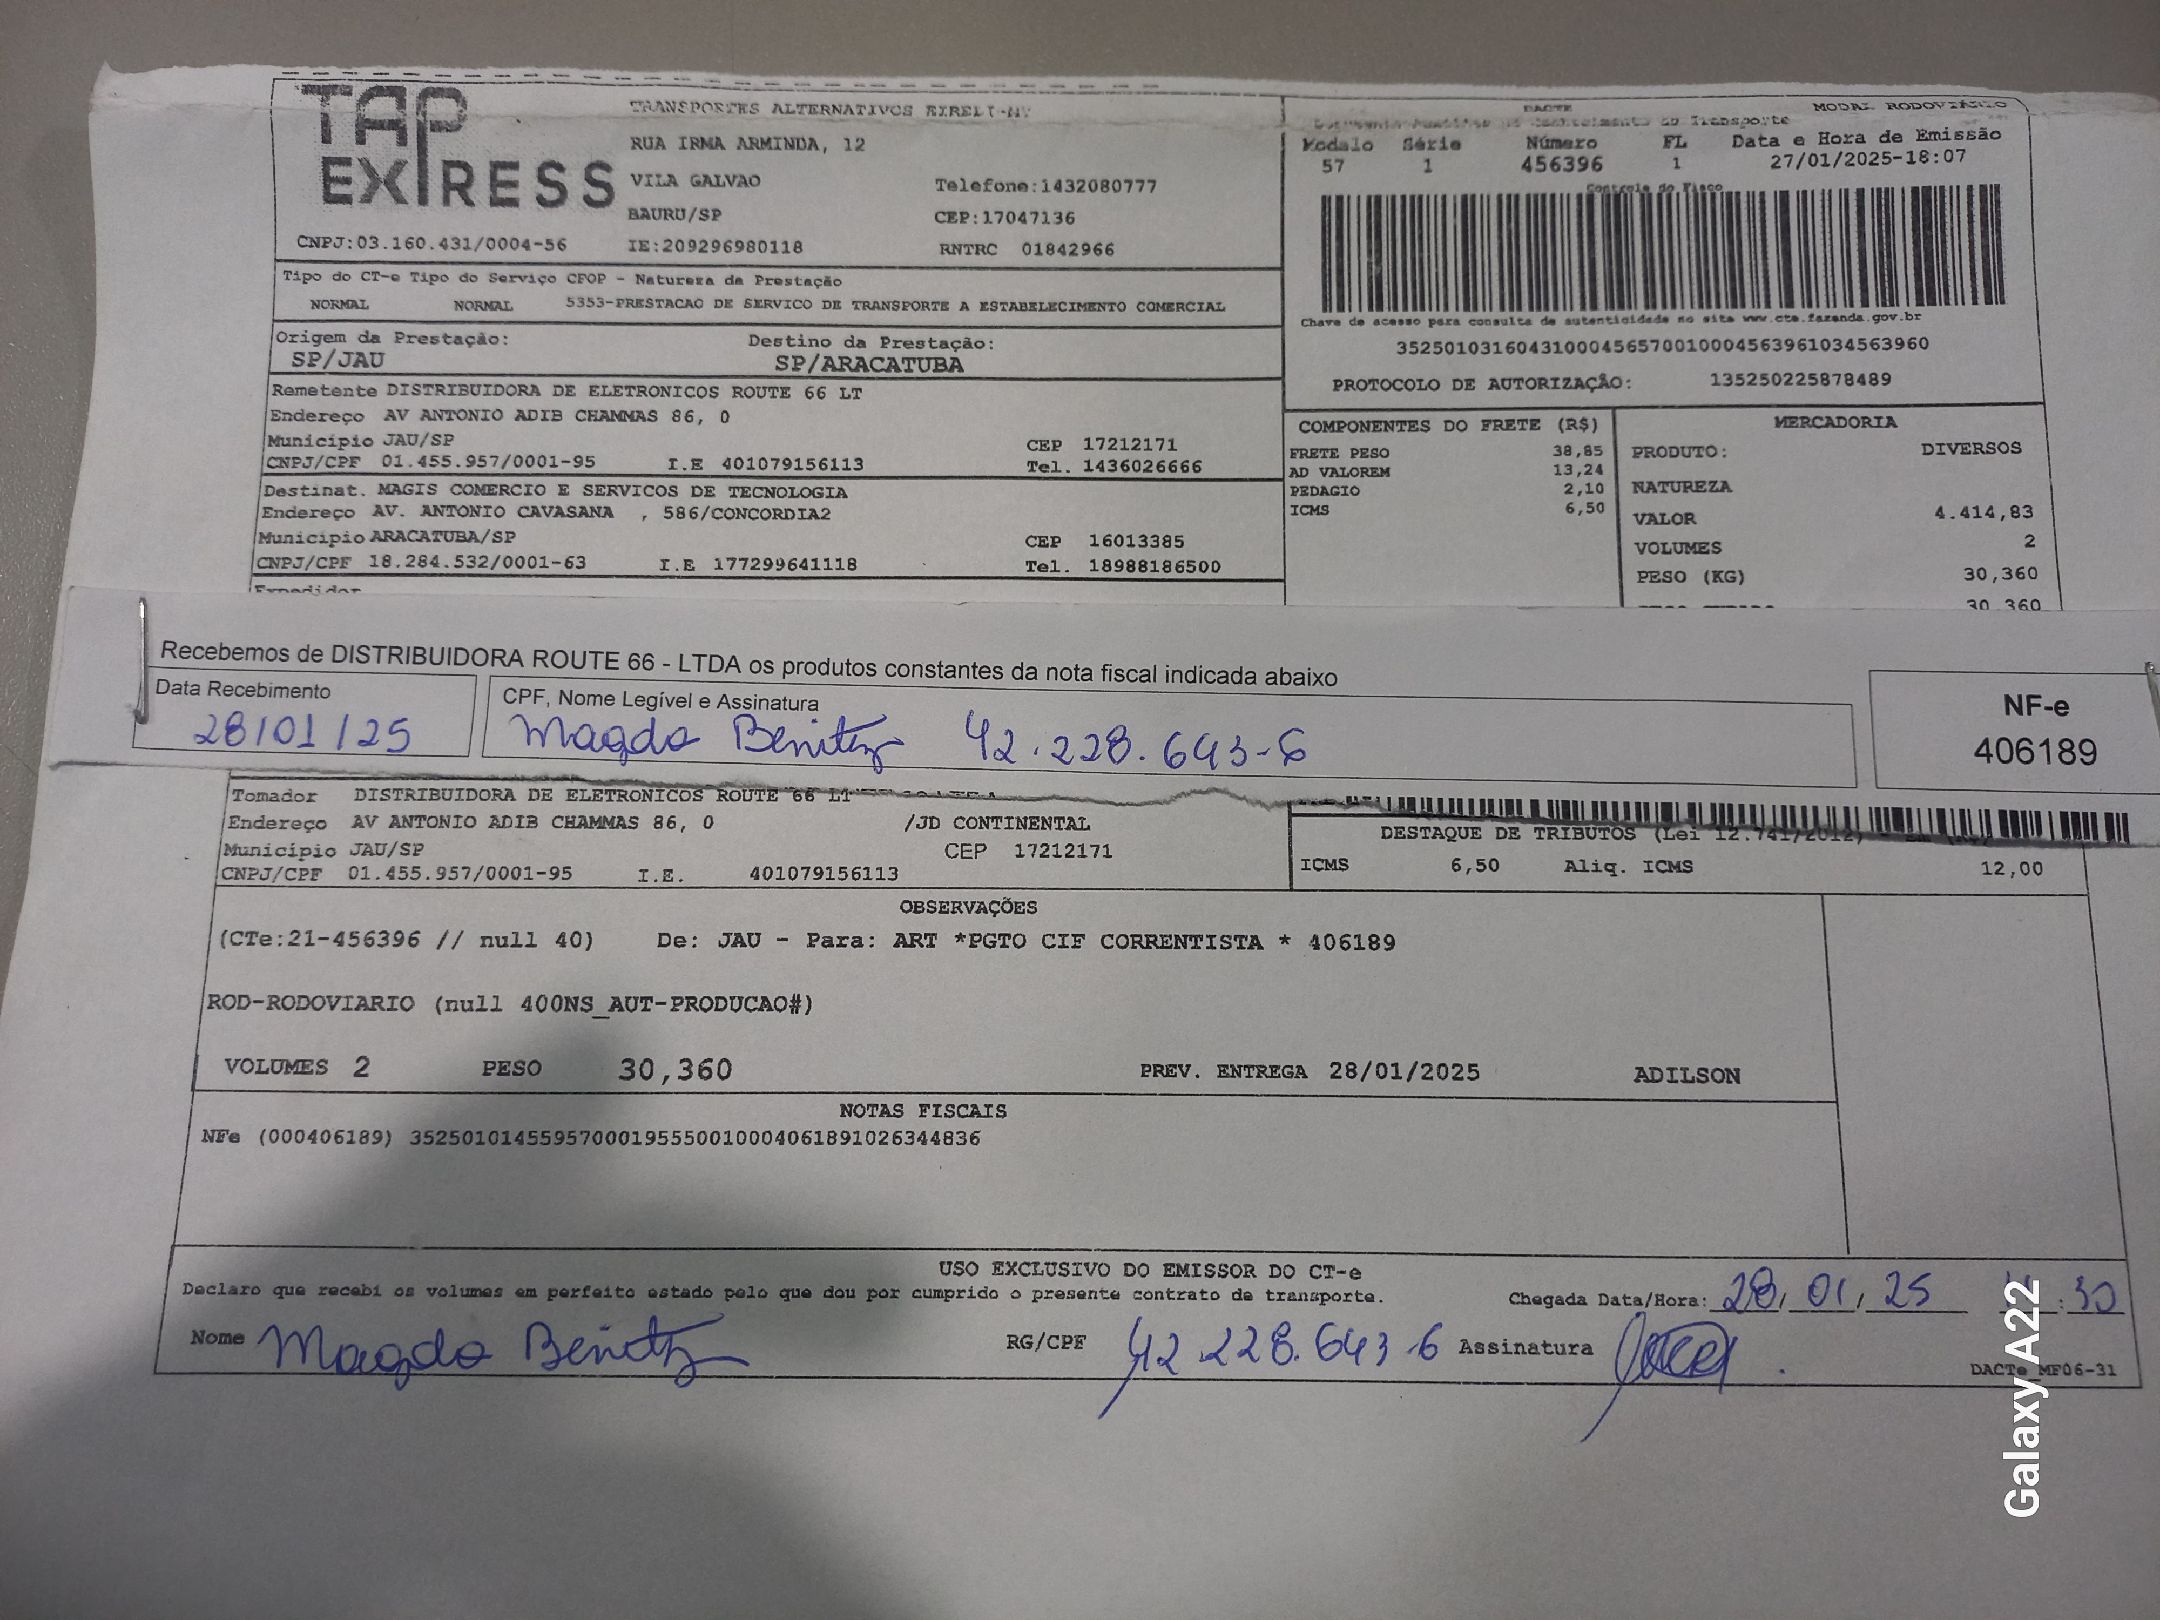 TAP
EXPRESS
TRANSPORTES ALTERNATIVOS EIRELI-
RUA IRMA ARMINDA, 12
VILA GALVAO
Telefone:1432080777
BAURU/SP
CEP:17047136
CNPJ:03.160.431/0004-56
IE:209296980118
RNTRC 01842966
DACTE
MODAL RODOVIÁRIO
do Transporte
Modalo Série Número FL Data e Hora de Emissão
57 1 456396 1 27/01/2025-18:07
Controle do Fisco
Chave de acesso para consulta de autenticidade no site www.cte.fazenda.gov.br
35250103160431000456570010004563961034563960
PROTOCOLO DE AUTORIZAÇÃO: 135250225878489
Tipo do CT-e Tipo do Serviço CFOP - Natureza da Prestação
NORMAL NORMAL 5353-PRESTACAO DE SERVICO DE TRANSPORTE A ESTABELECIMENTO COMERCIAL
Origem da Prestação: Destino da Prestação:
SP/JAU SP/ARACATUBA
Remetente DISTRIBUIDORA DE ELETRONICOS ROUTE 66 LT
Endereço AV ANTONIO ADIB CHAMMAS 86, 0
Município JAU/SP CEP 17212171
CNPJ/CPF 01.455.957/0001-95 I.E 401079156113 Tel. 1436026666
Destinat. MAGIS COMERCIO E SERVICOS DE TECNOLOGIA
Endereço AV. ANTONIO CAVASANA , 586/CONCORDIA2
Município ARACATUBA/SP CEP 16013385
CNPJ/CPF 18.284.532/0001-63 I.E 177299641118 Tel. 18988186500
Expedidor
COMPONENTES DO FRETE (R$)
FRETE PESO 38,85
AD VALOREM 13,24
PEDAGIO 2,10
ICMS 6,50
MERCADORIA
PRODUTO: DIVERSOS
NATUREZA
VALOR 4.414,83
VOLUMES 2
PESO (KG) 30,360
30,360
Recebemos de DISTRIBUIDORA ROUTE 66 - LTDA os produtos constantes da nota fiscal indicada abaixo
Data Recebimento
28/01/25
CPF, Nome Legível e Assinatura
Magda Benitez 42.228.643-6
NF-e
406189
Tomador DISTRIBUIDORA DE ELETRONICOS ROUTE 66 LT
Endereço AV ANTONIO ADIB CHAMMAS 86, 0 /JD CONTINENTAL
Município JAU/SP CEP 17212171
CNPJ/CPF 01.455.957/0001-95 I.E. 401079156113
DESTAQUE DE TRIBUTOS (Lei 12.741/2012)
ICMS 6,50 Aliq. ICMS 12,00
OBSERVAÇÕES
(CTe:21-456396 // null 40) De: JAU - Para: ART *PGTO CIF CORRENTISTA * 406189
ROD-RODOVIARIO (null 400NS_AUT-PRODUCAO#)
VOLUMES 2 PESO 30,360 PREV. ENTREGA 28/01/2025 ADILSON
NOTAS FISCAIS
NFe (000406189) 35250101455957000195550010004061891026344836
USO EXCLUSIVO DO EMISSOR DO CT-e
Declaro que recebi os volumes em perfeito estado pelo que dou por cumprido o presente contrato de transporte.
Chegada Data/Hora: 28/01/25 :30
Nome Magda Benitez RG/CPF 42.228.643-6 Assinatura
DACTe_MF06-31
Galaxy A22